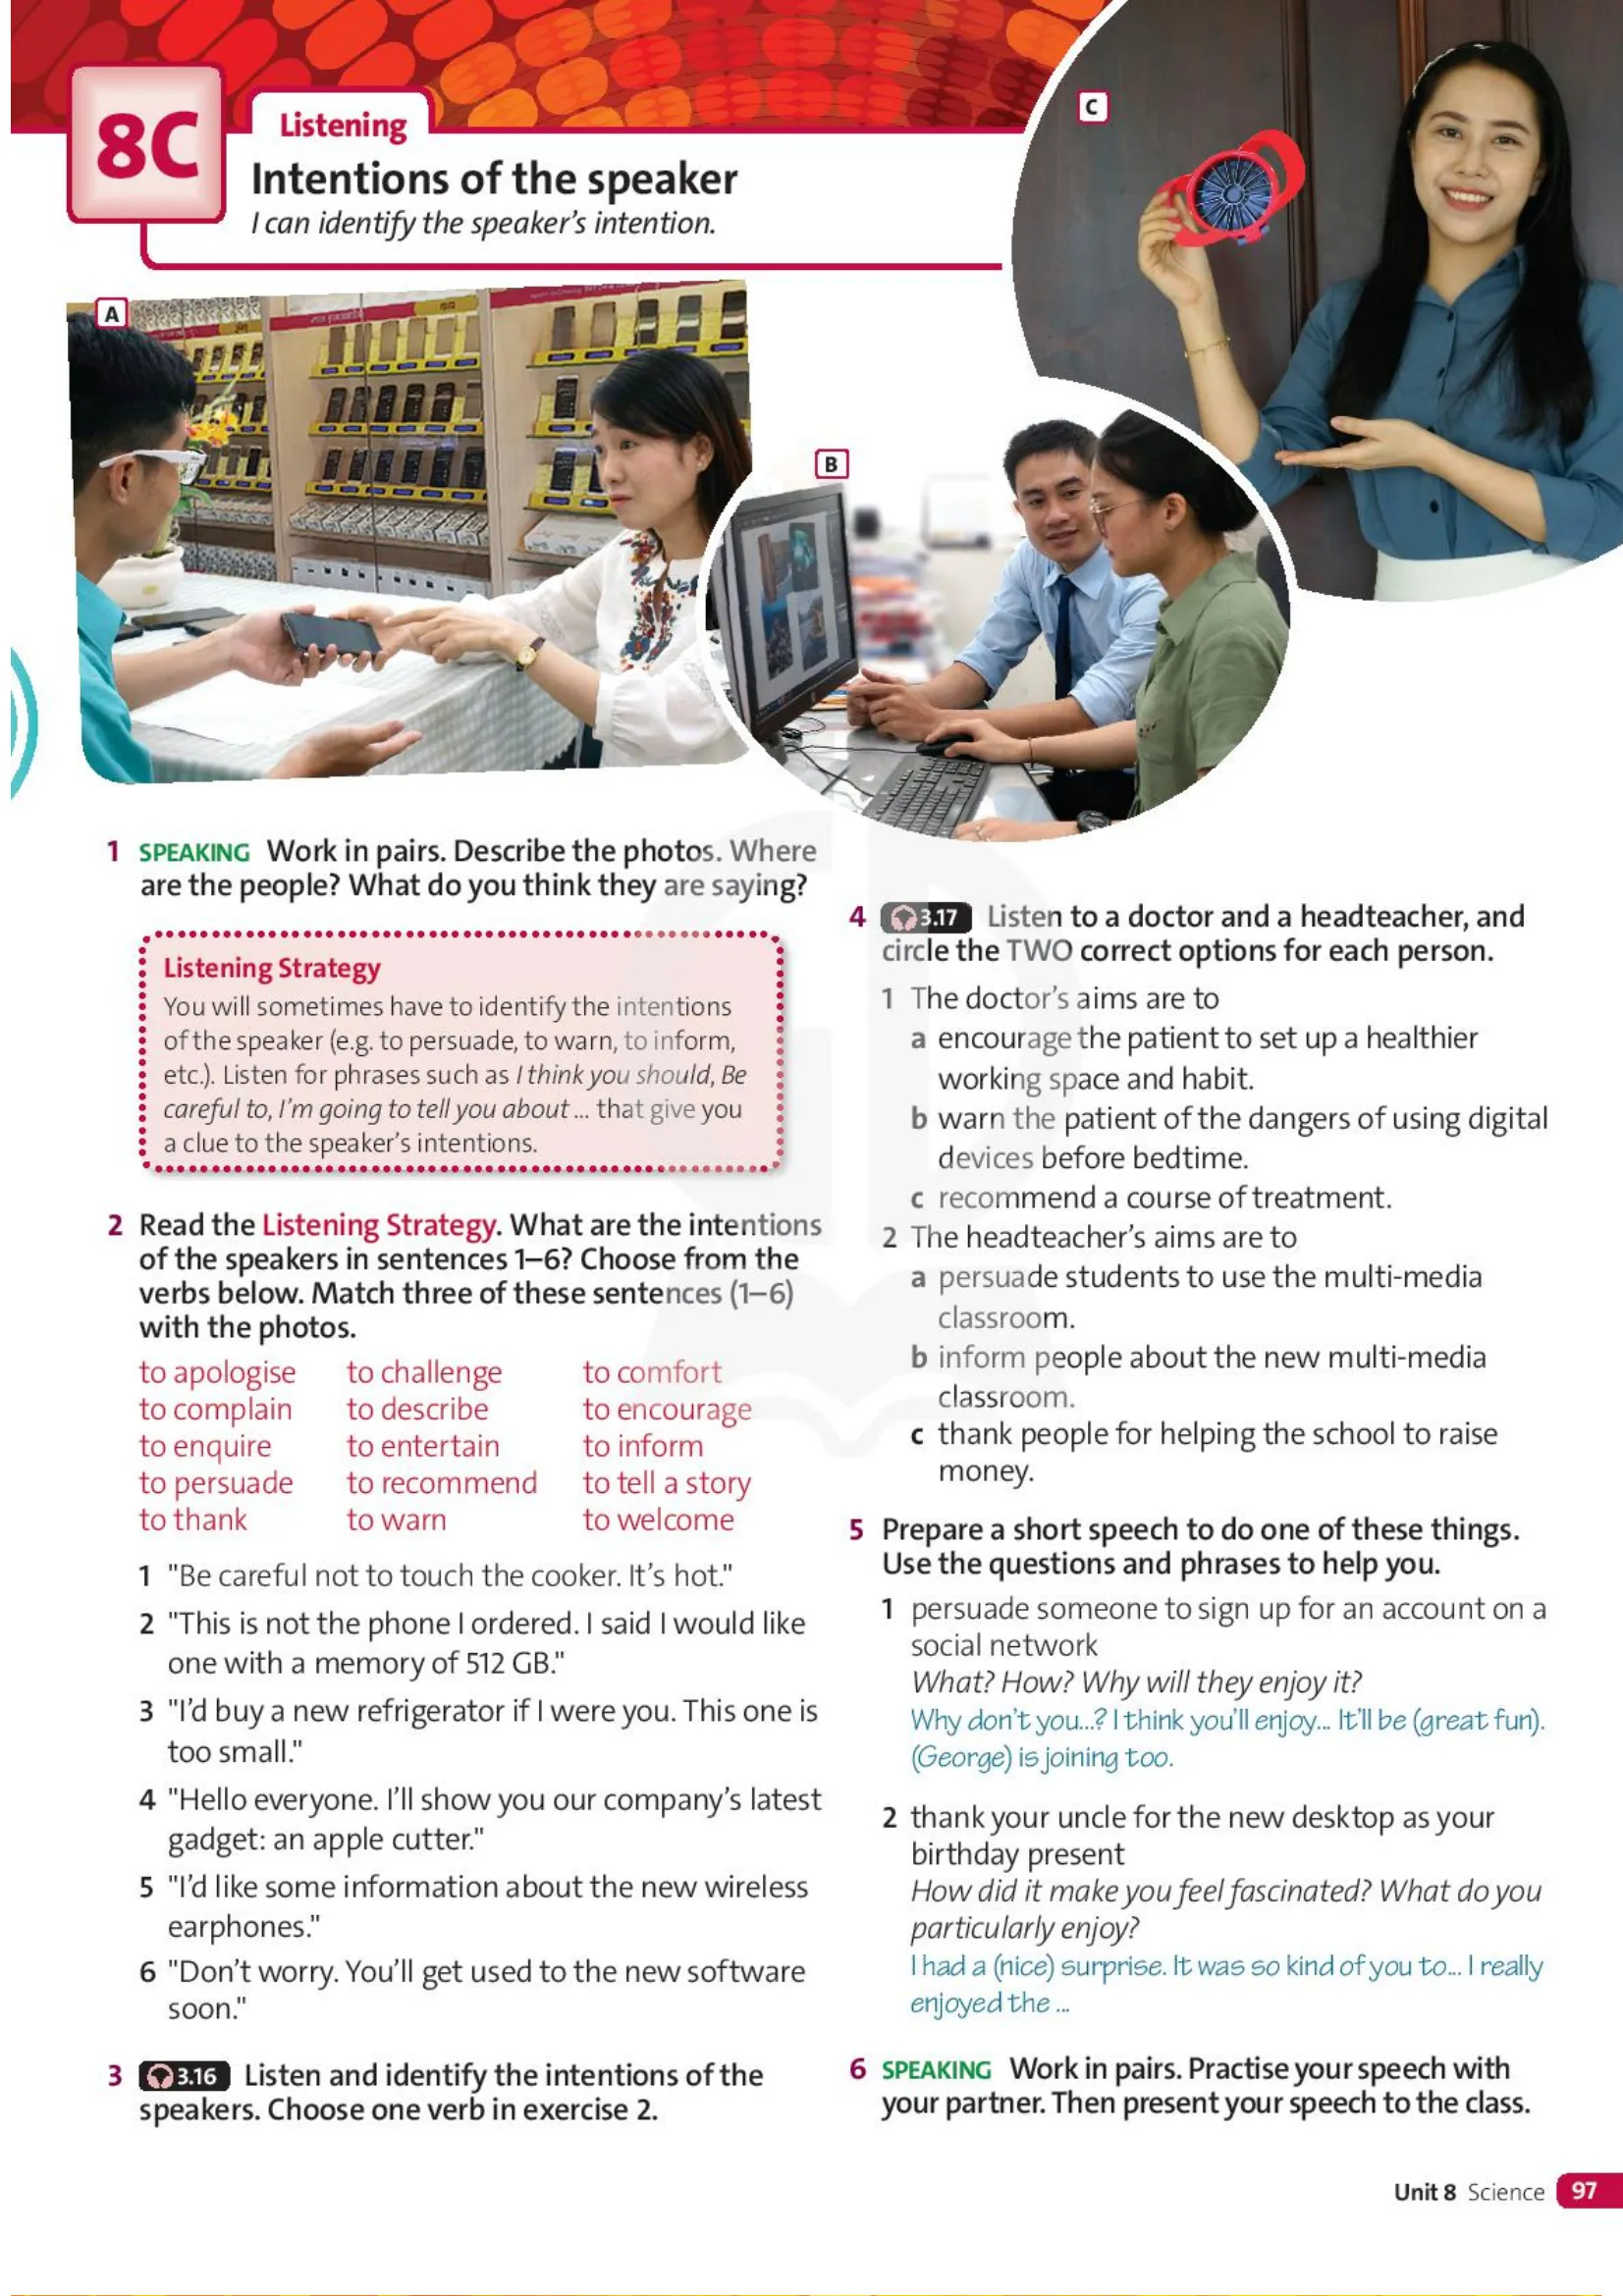 8C
Listening
Intentions of the speaker
I can identify the speaker's intention.
A
B
C
1 SPEAKING Work in pairs. Describe the photos. Where
are the people? What do you think they are saying?
Listening Strategy
You will sometimes have to identify the intentions
of the speaker (e.g. to persuade, to warn, to inform,
etc.). Listen for phrases such as I think you should, Be
careful to, I'm going to tell you about ... that give you
a clue to the speaker's intentions.
2 Read the Listening Strategy. What are the intentions
of the speakers in sentences 1–6? Choose from the
verbs below. Match three of these sentences (1–6)
with the photos.
to apologise to challenge to comfort
to complain to describe to encourage
to enquire to entertain to inform
to persuade to recommend to tell a story
to thank to warn to welcome
1 "Be careful not to touch the cooker. It's hot."
2 "This is not the phone I ordered. I said I would like
one with a memory of 512 GB."
3 "I'd buy a new refrigerator if I were you. This one is
too small."
4 "Hello everyone. I'll show you our company's latest
gadget: an apple cutter."
5 "I'd like some information about the new wireless
earphones."
6 "Don't worry. You'll get used to the new software
soon."
3 3.16 Listen and identify the intentions of the
speakers. Choose one verb in exercise 2.
4 3.17 Listen to a doctor and a headteacher, and
circle the TWO correct options for each person.
1 The doctor's aims are to
a encourage the patient to set up a healthier
working space and habit.
b warn the patient of the dangers of using digital
devices before bedtime.
c recommend a course of treatment.
2 The headteacher's aims are to
a persuade students to use the multi-media
classroom.
b inform people about the new multi-media
classroom.
c thank people for helping the school to raise
money.
5 Prepare a short speech to do one of these things.
Use the questions and phrases to help you.
1 persuade someone to sign up for an account on a
social network
What? How? Why will they enjoy it?
Why don't you...? I think you'll enjoy... It'll be (great fun).
(George) is joining too.
2 thank your uncle for the new desktop as your
birthday present
How did it make you feel fascinated? What do you
particularly enjoy?
I had a (nice) surprise. It was so kind of you to... I really
enjoyed the ...
6 SPEAKING Work in pairs. Practise your speech with
your partner. Then present your speech to the class.
Unit 8 Science 97